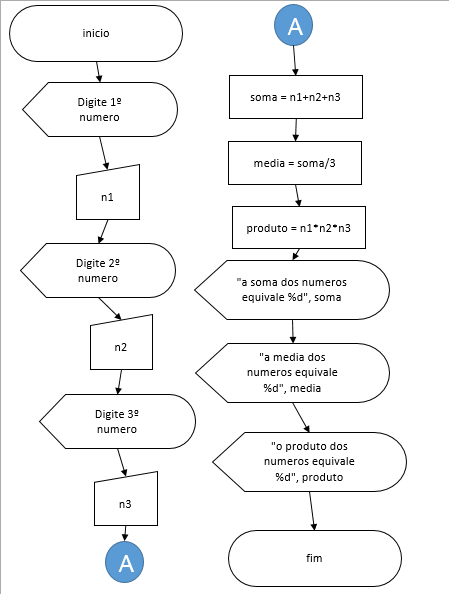 inicio
Digite 1º
numero
n1
Digite 2º
numero
n2
Digite 3º
numero
n3
A
A
soma = n1+n2+n3
media = soma/3
produto = n1*n2*n3
"a soma dos numeros
equivale %d", soma
"a media dos
numeros equivale
%d", media
"o produto dos
numeros equivale
%d", produto
fim